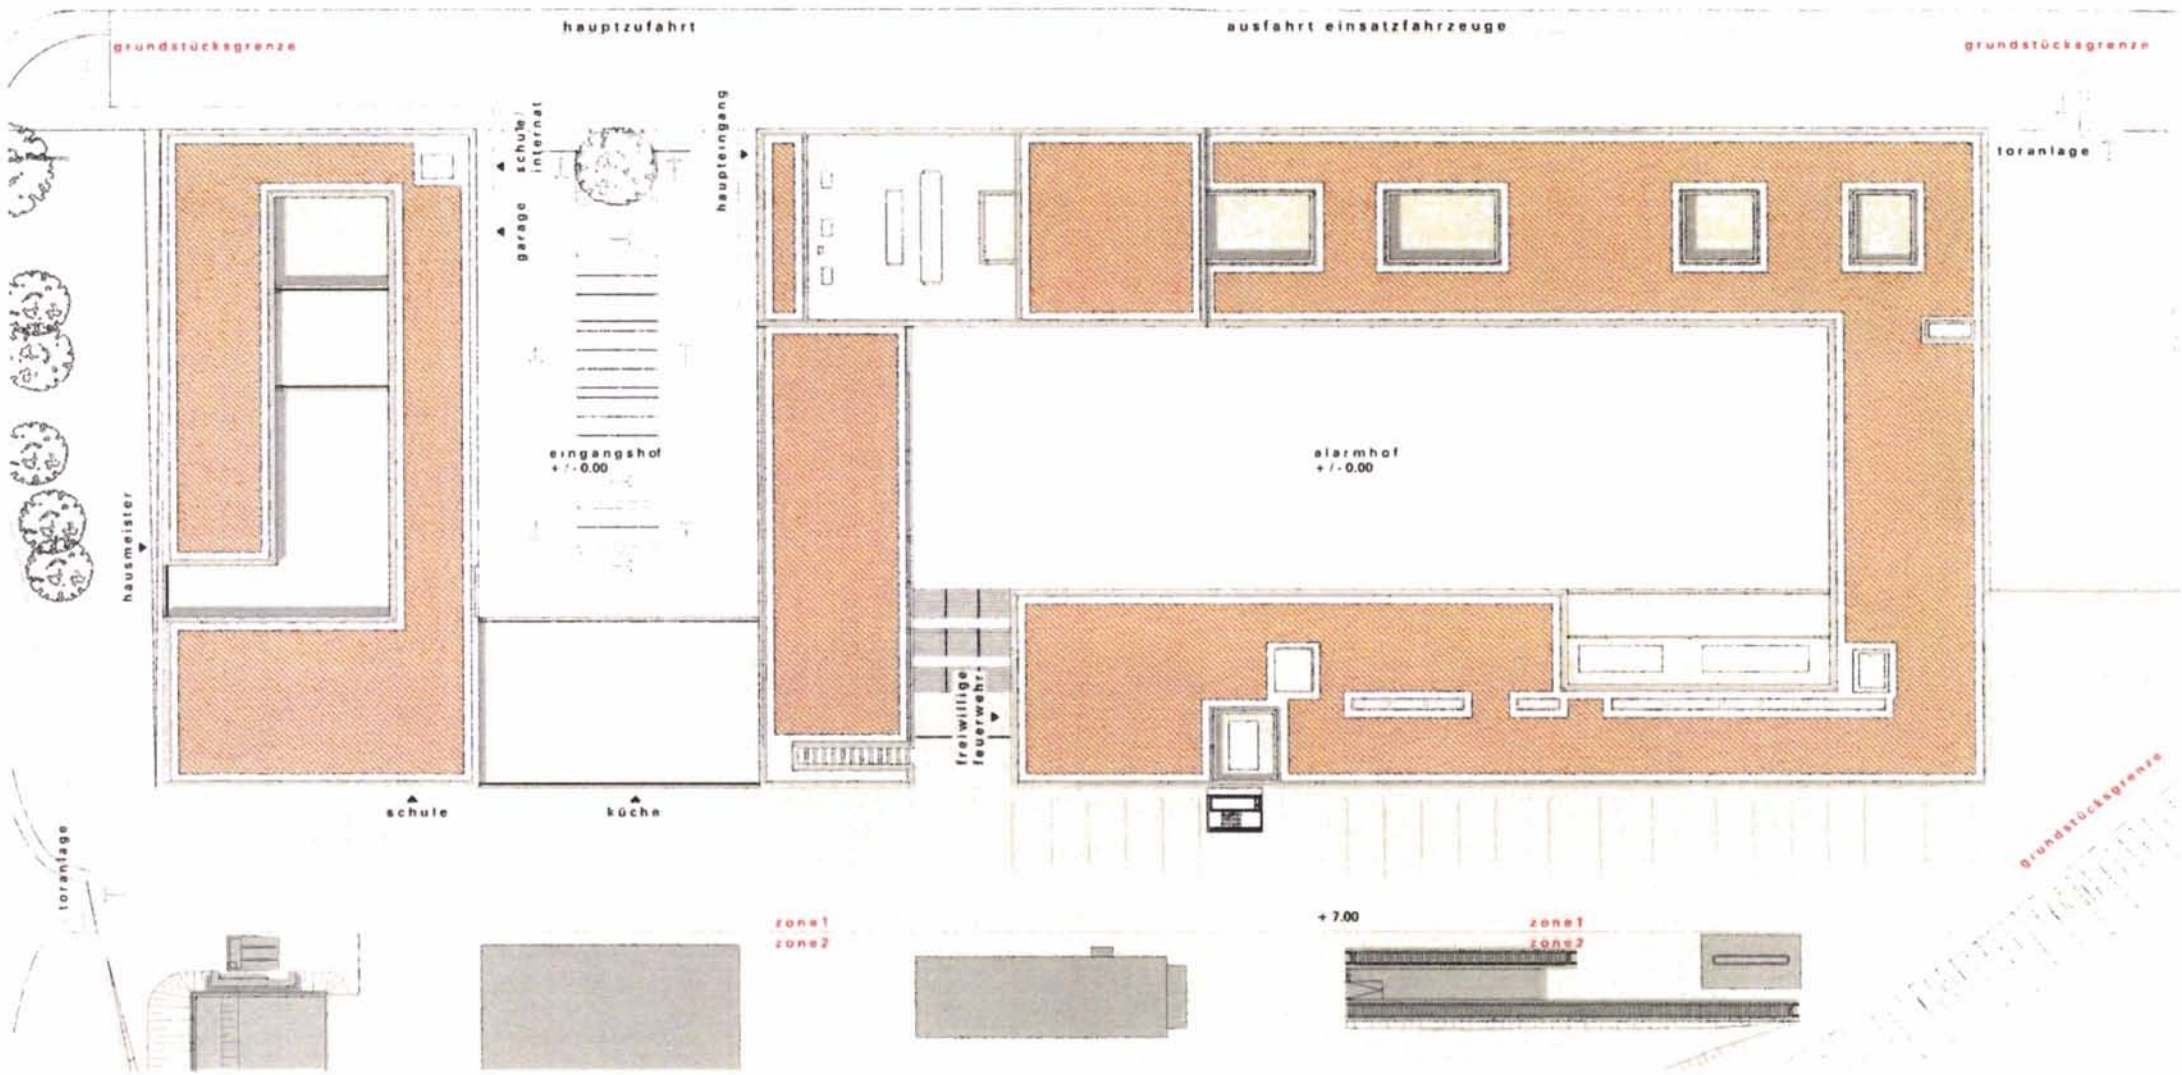 hauptzufahrt
ausfahrt einsatzfahrzeuge
grundstücksgrenze
grundstücksgrenze
schule/
internat
garage
haupteingang
toranlage
eingangshof
+ / - 0.00
alarmhof
+ / - 0.00
hausmeister
freiwillige
feuerwehr
schule
küche
toranlage
grundstücksgrenze
zone1
zone2
+ 7.00
zone1
zone2